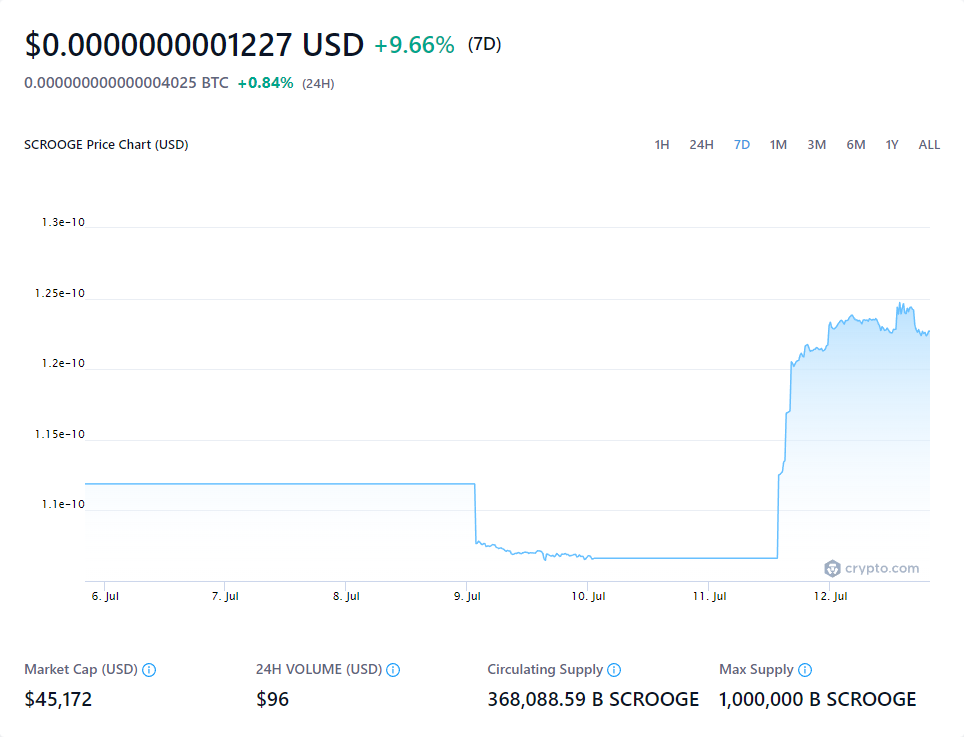 $0.0000000001227 USD +9.66% (7D)
0.000000000000004025 BTC +0.84% (24H)
SCROOGE Price Chart (USD) 1H 24H 7D 1M 3M 6M 1Y ALL
1.3e-10
1.25e-10
1.2e-10
1.15e-10
1.1e-10
crypto.com
6. Jul 7. Jul 8. Jul 9. Jul 10. Jul 11. Jul 12. Jul
Market Cap (USD) 24H VOLUME (USD) Circulating Supply Max Supply
$45,172 $96 368,088.59 B SCROOGE 1,000,000 B SCROOGE